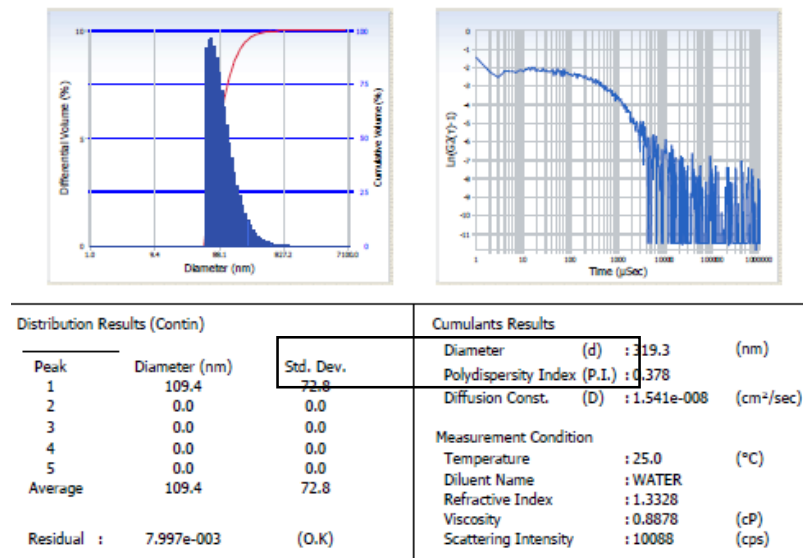 10
5
0
Differential Volume (%)
100
75
50
25
0
Cumulative Volume (%)
1.0
9.4
88.1
827.2
7100.0
Diameter (nm)
0
-1
-2
-4
-5
-6
-7
-8
-10
-11
Ln(G2(τ)-1)
1
10
100
1000
10000
100000
1000000
Time (µSec)
Distribution Results (Contin)
Peak Diameter (nm) Std. Dev.
1 109.4 72.8
2 0.0 0.0
3 0.0 0.0
4 0.0 0.0
5 0.0 0.0
Average 109.4 72.8
Residual : 7.997e-003 (O.K)
Cumulants Results
Diameter (d) : 319.3 (nm)
Polydispersity Index (P.I.) : 0.378
Diffusion Const. (D) : 1.541e-008 (cm²/sec)
Measurement Condition
Temperature : 25.0 (°C)
Diluent Name : WATER
Refractive Index : 1.3328
Viscosity : 0.8878 (cP)
Scattering Intensity : 10088 (cps)